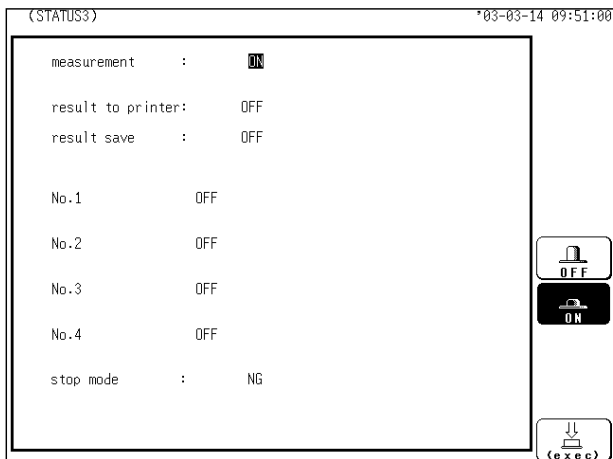 (STATUS3) '03-03-14 09:51:00
measurement : ON
result to printer: OFF
result save : OFF
No.1 OFF
No.2 OFF
No.3 OFF
No.4 OFF
stop mode : NG
OFF
ON
(exec)